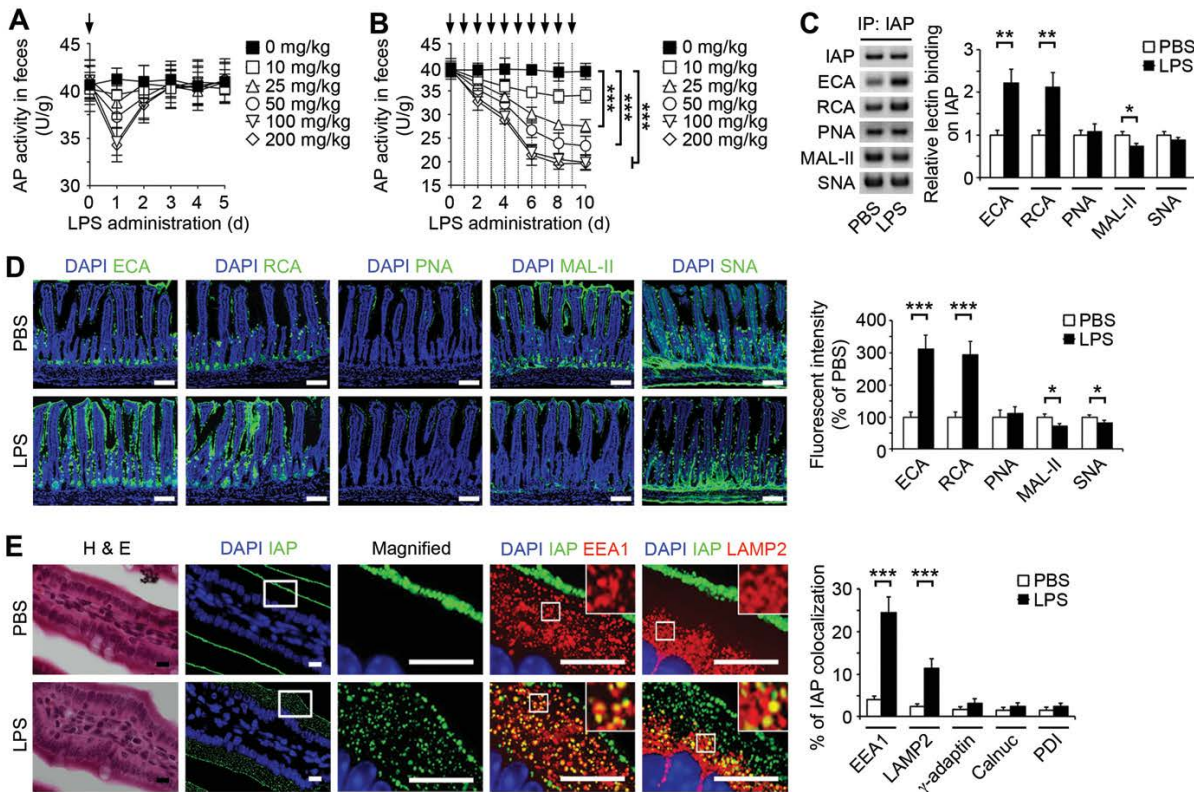 A
AP activity in feces
(U/g)
45
40
35
30
0 1 2 3 4 5
LPS administration (d)
0 mg/kg
10 mg/kg
25 mg/kg
50 mg/kg
100 mg/kg
200 mg/kg
B
AP activity in feces
(U/g)
45
40
35
30
25
20
15
0 2 4 6 8 10
LPS administration (d)
0 mg/kg
10 mg/kg
25 mg/kg
50 mg/kg
100 mg/kg
200 mg/kg
***
***
***
C
IP: IAP
IAP
ECA
RCA
PNA
MAL-II
SNA
PBS
LPS
Relative lectin binding
on IAP
3
2
1
0
**
**
*
PBS
LPS
ECA
RCA
PNA
MAL-II
SNA
D
DAPI ECA
DAPI RCA
DAPI PNA
DAPI MAL-II
DAPI SNA
PBS
LPS
Fluorescent intensity
(% of PBS)
400
300
200
100
0
***
***
*
*
PBS
LPS
ECA
RCA
PNA
MAL-II
SNA
E
H & E
DAPI IAP
Magnified
DAPI IAP EEA1
DAPI IAP LAMP2
PBS
LPS
% of IAP colocalization
30
20
10
0
***
***
PBS
LPS
EEA1
LAMP2
γ-adaptin
Calnuc
PDI